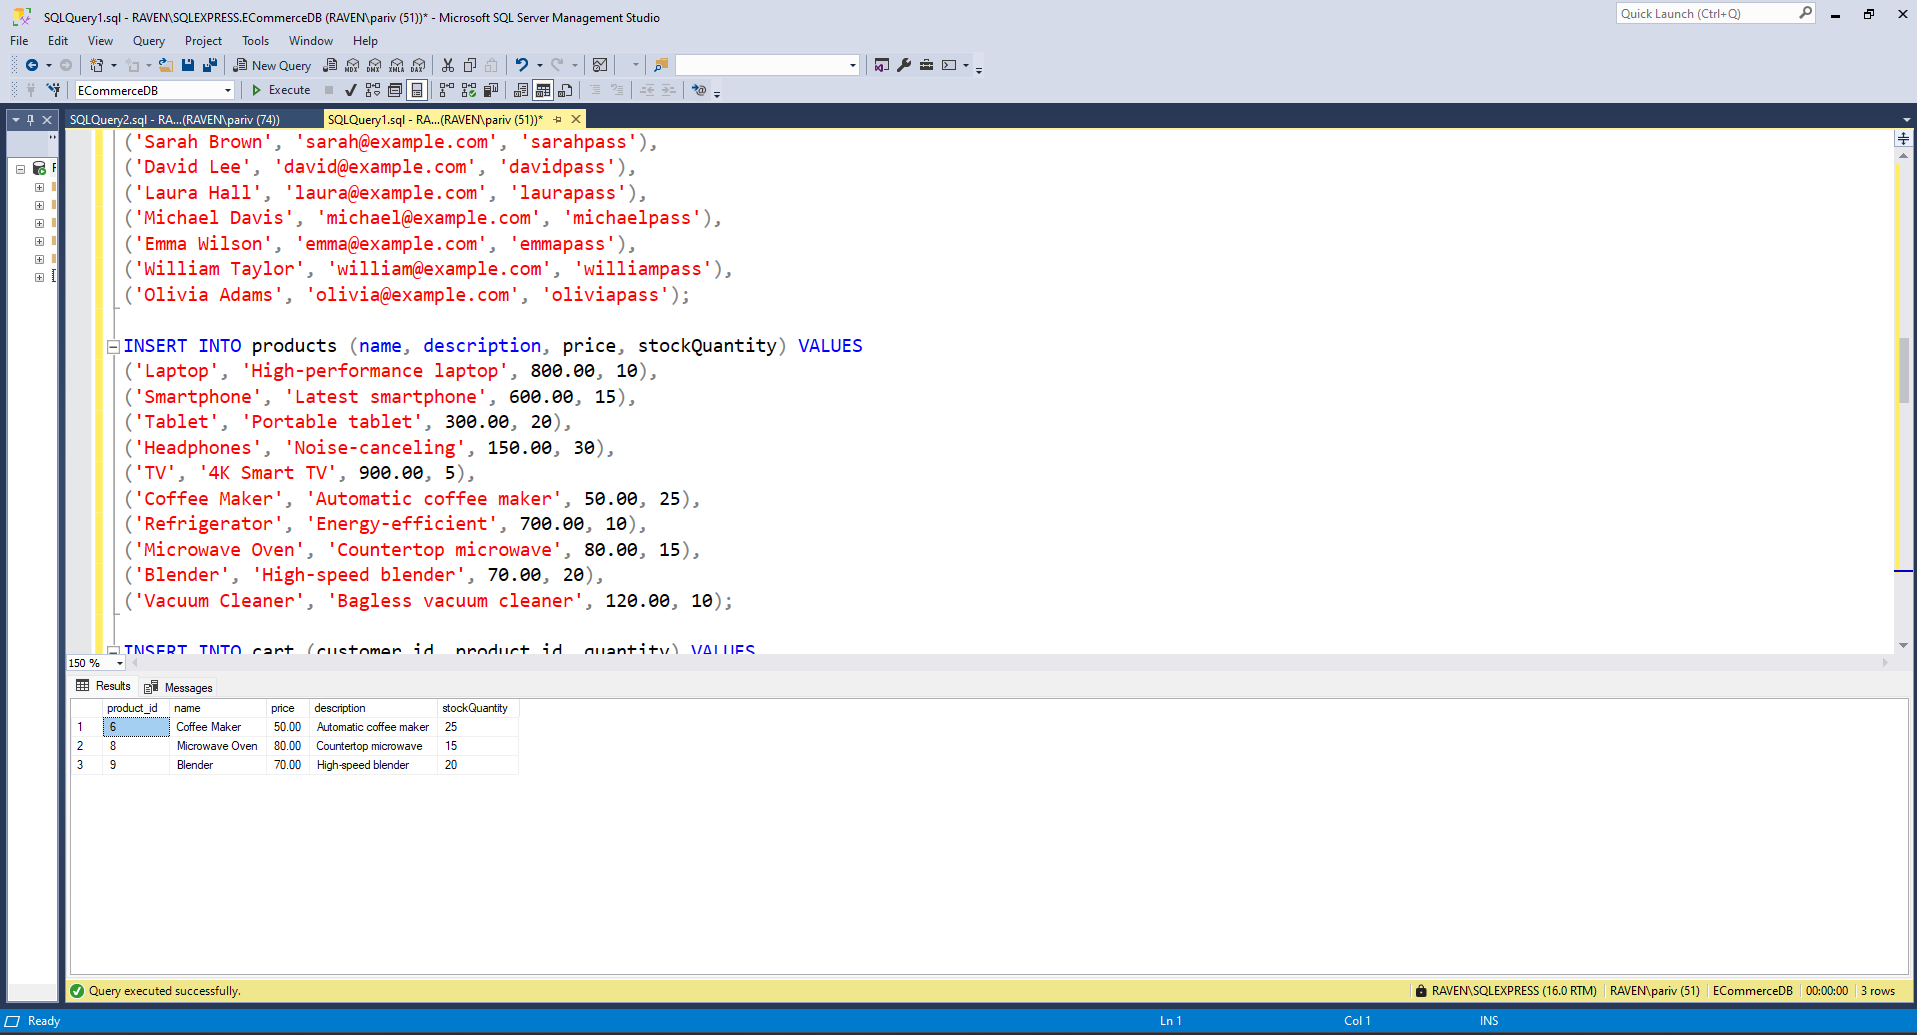 SQLQuery1.sql - RAVEN\SQLEXPRESS.ECommerceDB (RAVEN\pariv (51))* - Microsoft SQL Server Management Studio
Quick Launch (Ctrl+Q)
File Edit View Query Project Tools Window Help
New Query
MDX DMX XMLA DAX
ECommerceDB
Execute
SQLQuery2.sql - RA...(RAVEN\pariv (74))
SQLQuery1.sql - RA...(RAVEN\pariv (51))*
('Sarah Brown', 'sarah@example.com', 'sarahpass'),
('David Lee', 'david@example.com', 'davidpass'),
('Laura Hall', 'laura@example.com', 'laurapass'),
('Michael Davis', 'michael@example.com', 'michaelpass'),
('Emma Wilson', 'emma@example.com', 'emmapass'),
('William Taylor', 'william@example.com', 'williampass'),
('Olivia Adams', 'olivia@example.com', 'oliviapass');
INSERT INTO products (name, description, price, stockQuantity) VALUES
('Laptop', 'High-performance laptop', 800.00, 10),
('Smartphone', 'Latest smartphone', 600.00, 15),
('Tablet', 'Portable tablet', 300.00, 20),
('Headphones', 'Noise-canceling', 150.00, 30),
('TV', '4K Smart TV', 900.00, 5),
('Coffee Maker', 'Automatic coffee maker', 50.00, 25),
('Refrigerator', 'Energy-efficient', 700.00, 10),
('Microwave Oven', 'Countertop microwave', 80.00, 15),
('Blender', 'High-speed blender', 70.00, 20),
('Vacuum Cleaner', 'Bagless vacuum cleaner', 120.00, 10);
INSERT INTO cart (customer_id, product_id, quantity) VALUES
150 %
Results Messages
product_id name price description stockQuantity
1 6 Coffee Maker 50.00 Automatic coffee maker 25
2 8 Microwave Oven 80.00 Countertop microwave 15
3 9 Blender 70.00 High-speed blender 20
Query executed successfully.
RAVEN\SQLEXPRESS (16.0 RTM) RAVEN\pariv (51) ECommerceDB 00:00:00 3 rows
Ready
Ln 1
Col 1
INS